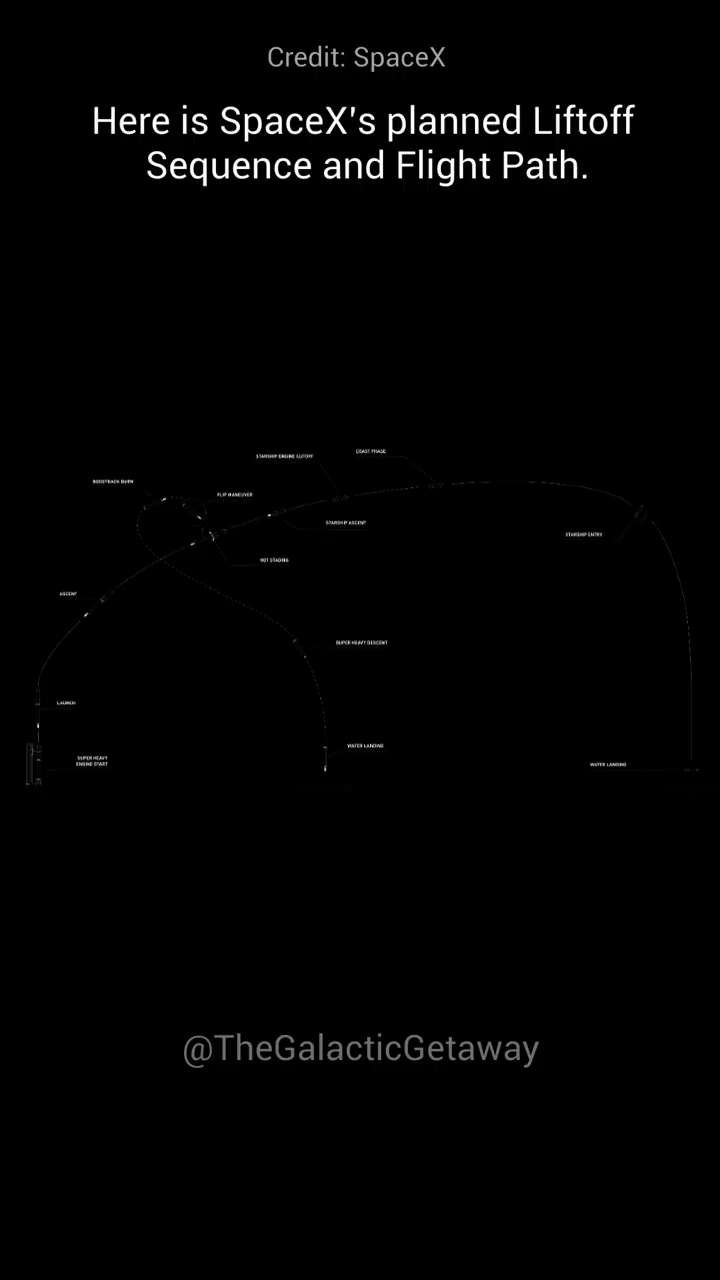 Credit: SpaceX
Here is SpaceX's planned Liftoff
Sequence and Flight Path.
COAST PHASE
STARSHIP ENGINE CUTOFF
BOOSTBACK BURN
FLIP MANEUVER
STARSHIP ASCENT
STARSHIP ENTRY
HOT STAGING
ASCENT
SUPER HEAVY DESCENT
LAUNCH
WATER LANDING
SUPER HEAVY
ENGINE START
WATER LANDING
@TheGalacticGetaway